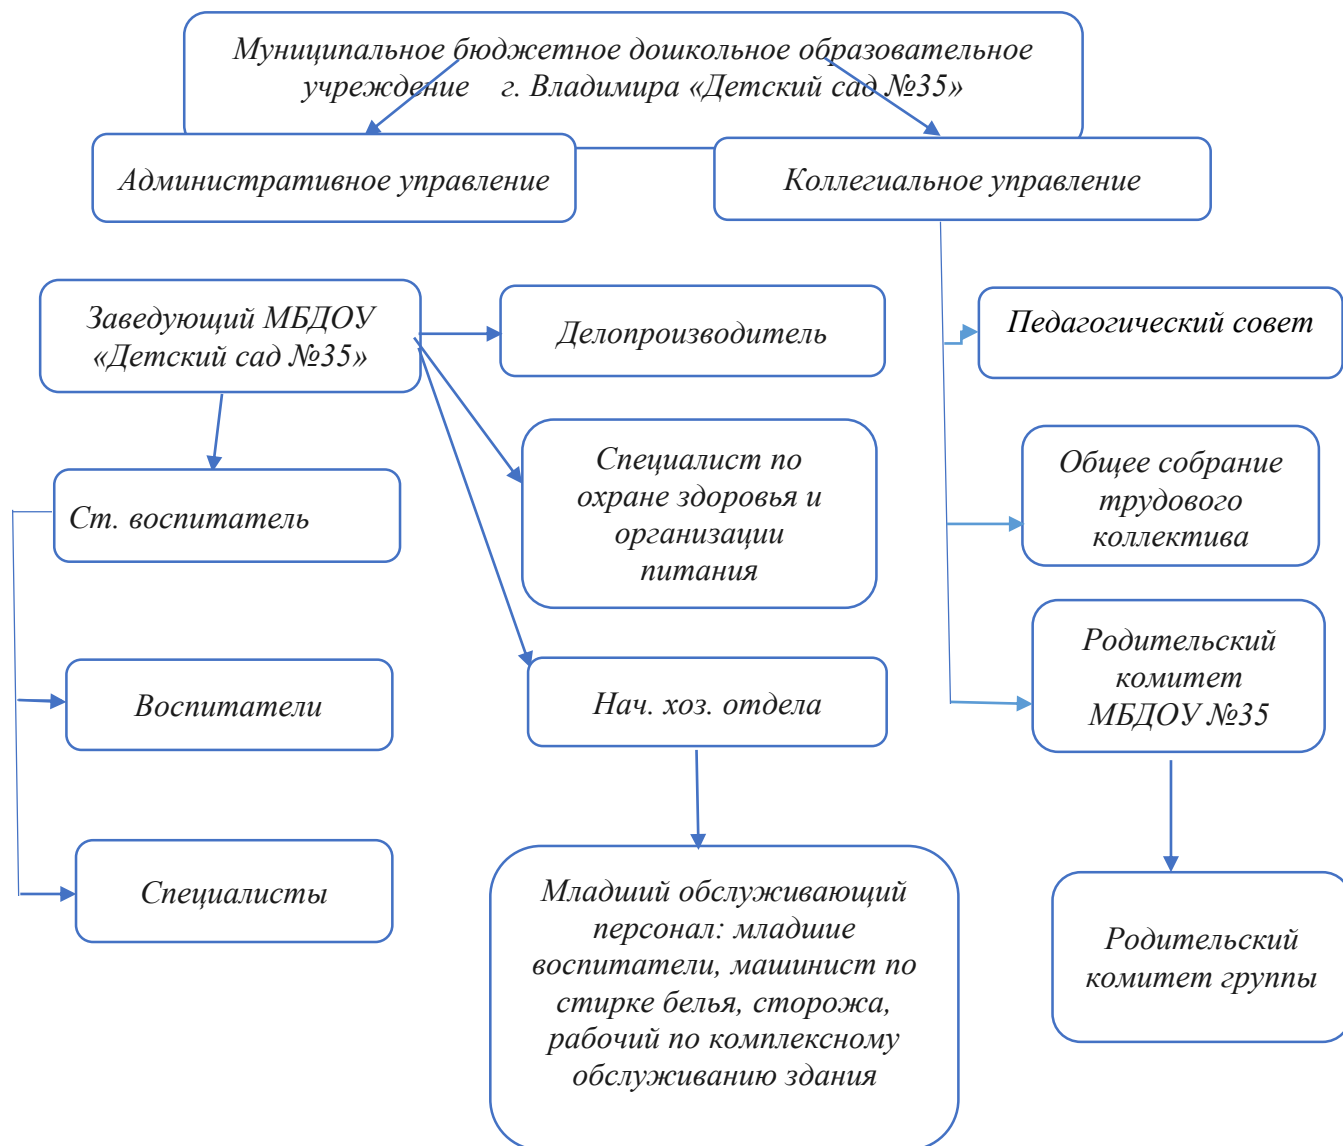 Муниципальное бюджетное дошкольное образовательное
учреждение г. Владимира «Детский сад №35»
Административное управление
Коллегиальное управление
Заведующий МБДОУ
«Детский сад №35»
Делопроизводитель
Педагогический совет
Ст. воспитатель
Специалист по
охране здоровья и
организации
питания
Общее собрание
трудового
коллектива
Воспитатели
Нач. хоз. отдела
Родительский
комитет
МБДОУ №35
Специалисты
Младший обслуживающий
персонал: младшие
воспитатели, машинист по
стирке белья, сторожа,
рабочий по комплексному
обслуживанию здания
Родительский
комитет группы